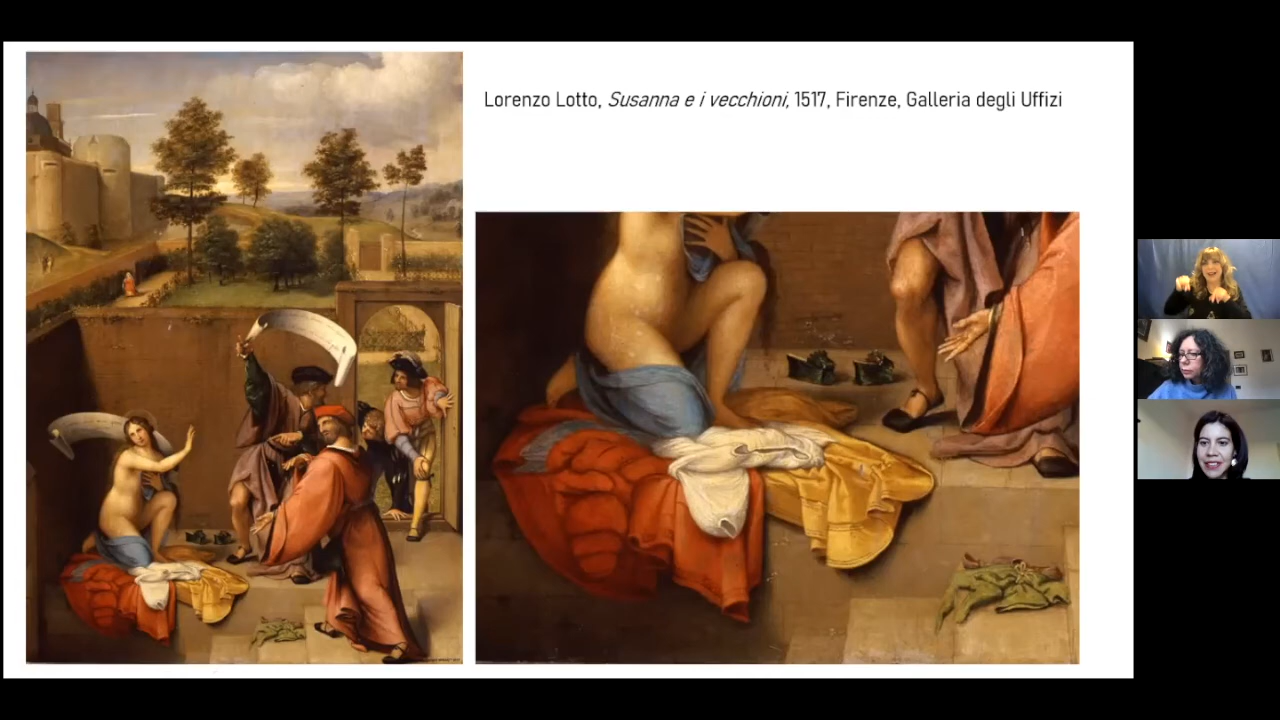 Lorenzo Lotto, Susanna e i vecchioni, 1517, Firenze, Galleria degli Uffizi